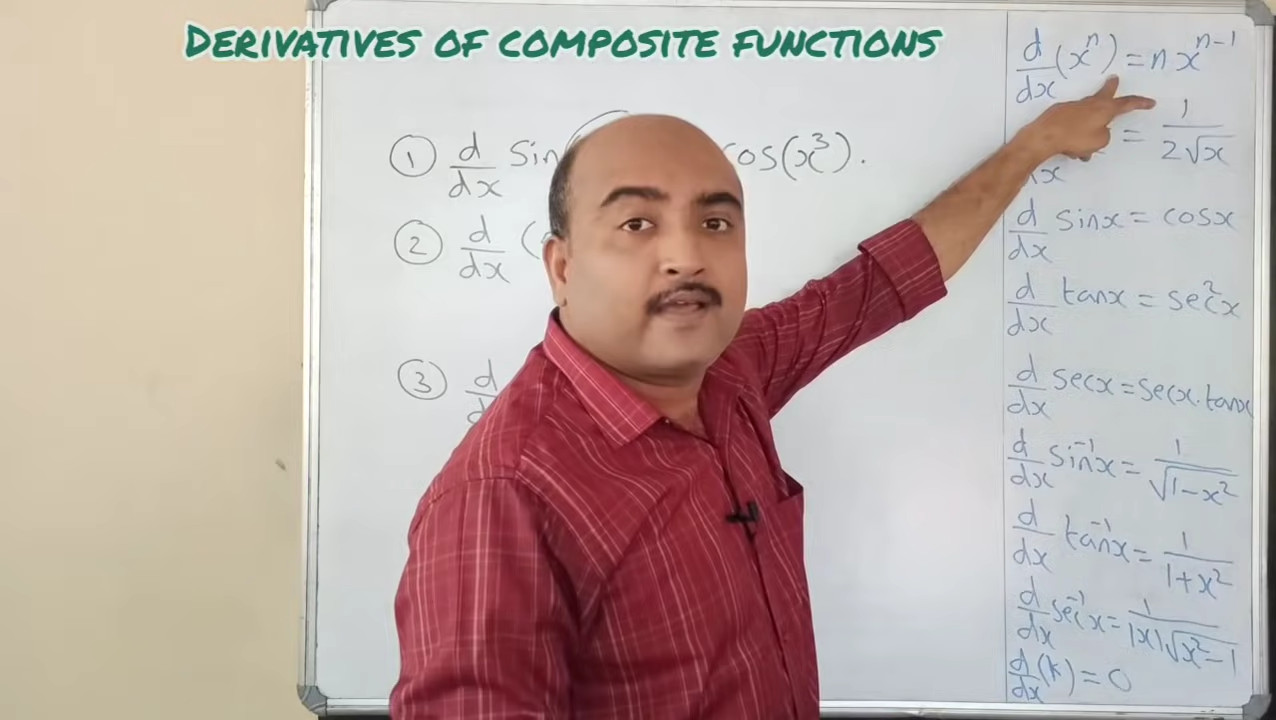 DERIVATIVES OF COMPOSITE FUNCTIONS
① d/dx Sin cos(x³).
② d/dx (
③ d
d/dx (xⁿ) = n xⁿ⁻¹
dx = 1/2√x
d/dx sinx = cosx
d/dx tanx = sec²x
d/dx secx = secx.tanx
d/dx sin⁻¹x = 1/√1-x²
d/dx tan⁻¹x = 1/1+x²
d/dx sec⁻¹x = 1/|x|√x²-1
d/dx (k) = 0